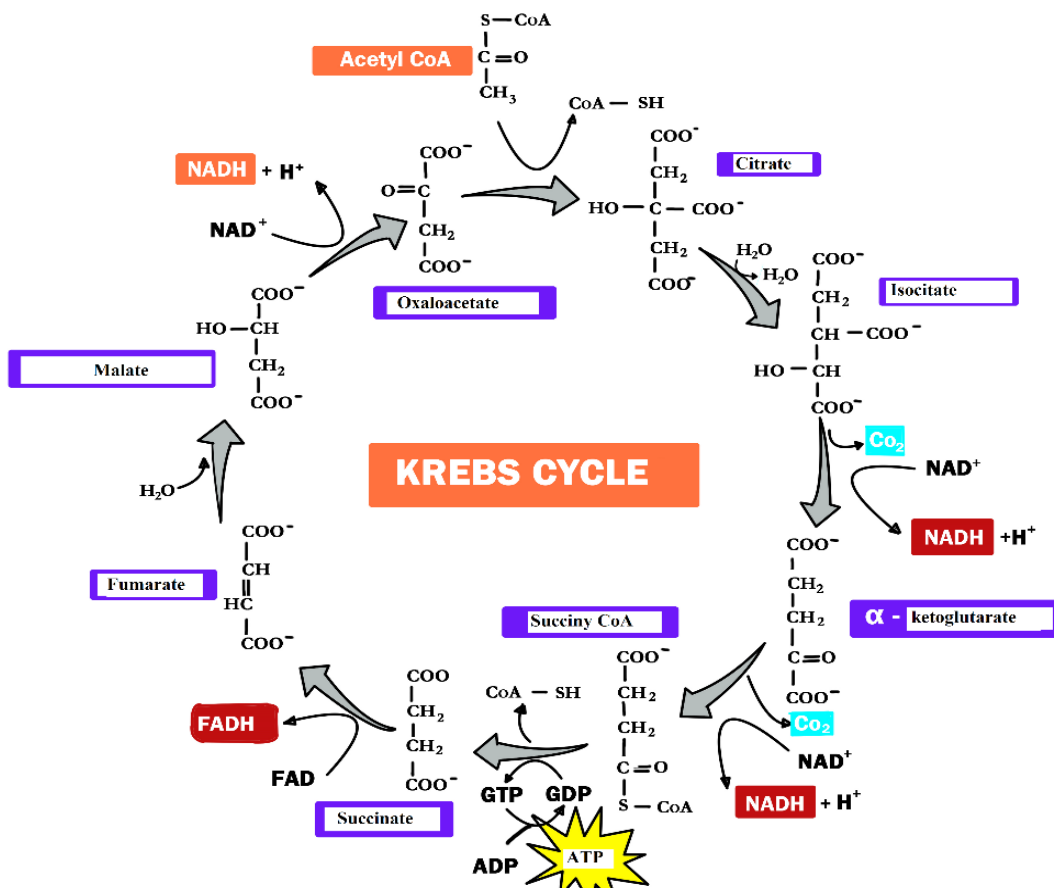 S—CoA
Acetyl CoA
C=O
CH₃
CoA — SH
COO⁻
CH₂
HO — C — COO⁻
CH₂
COO⁻
Citrate
NADH + H⁺
NAD⁺
COO⁻
O=C
CH₂
COO⁻
Oxaloacetate
H₂O
H₂O
COO⁻
CH₂
CH — COO⁻
HO — CH
COO⁻
Isocitate
COO⁻
HO — CH
CH₂
COO⁻
Malate
KREBS CYCLE
Co₂
NAD⁺
NADH +H⁺
H₂O
COO⁻
CH
HC
COO⁻
Fumarate
COO⁻
CH₂
CH₂
C=O
COO⁻
α - ketoglutarate
Succiny CoA
COO⁻
CH₂
CH₂
C=O
S — CoA
Co₂
NAD⁺
NADH + H⁺
CoA — SH
GTP
GDP
ADP
ATP
COO
CH₂
CH₂
COO⁻
Succinate
FADH
FAD